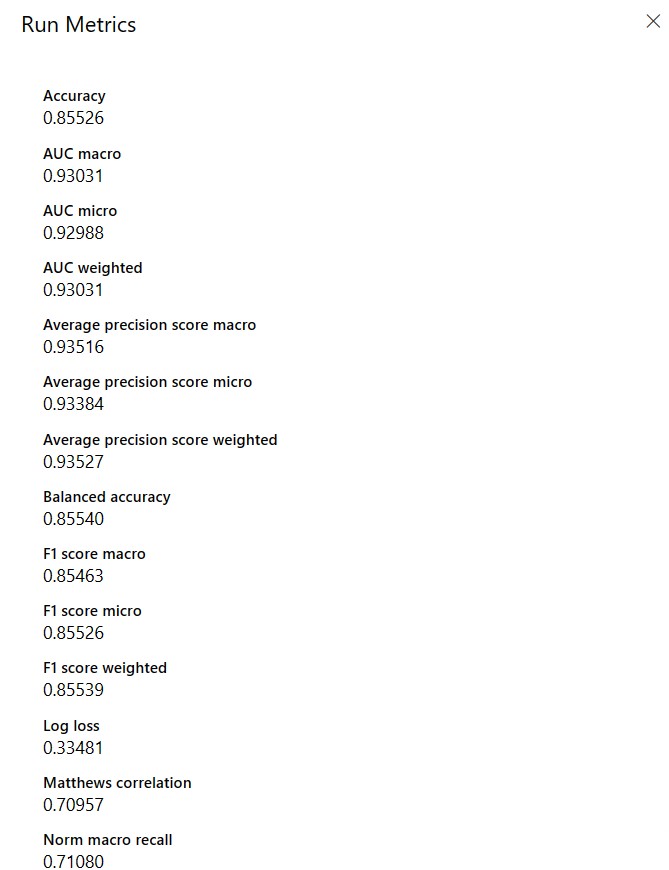 Run Metrics
Accuracy
0.85526
AUC macro
0.93031
AUC micro
0.92988
AUC weighted
0.93031
Average precision score macro
0.93516
Average precision score micro
0.93384
Average precision score weighted
0.93527
Balanced accuracy
0.85540
F1 score macro
0.85463
F1 score micro
0.85526
F1 score weighted
0.85539
Log loss
0.33481
Matthews correlation
0.70957
Norm macro recall
0.71080